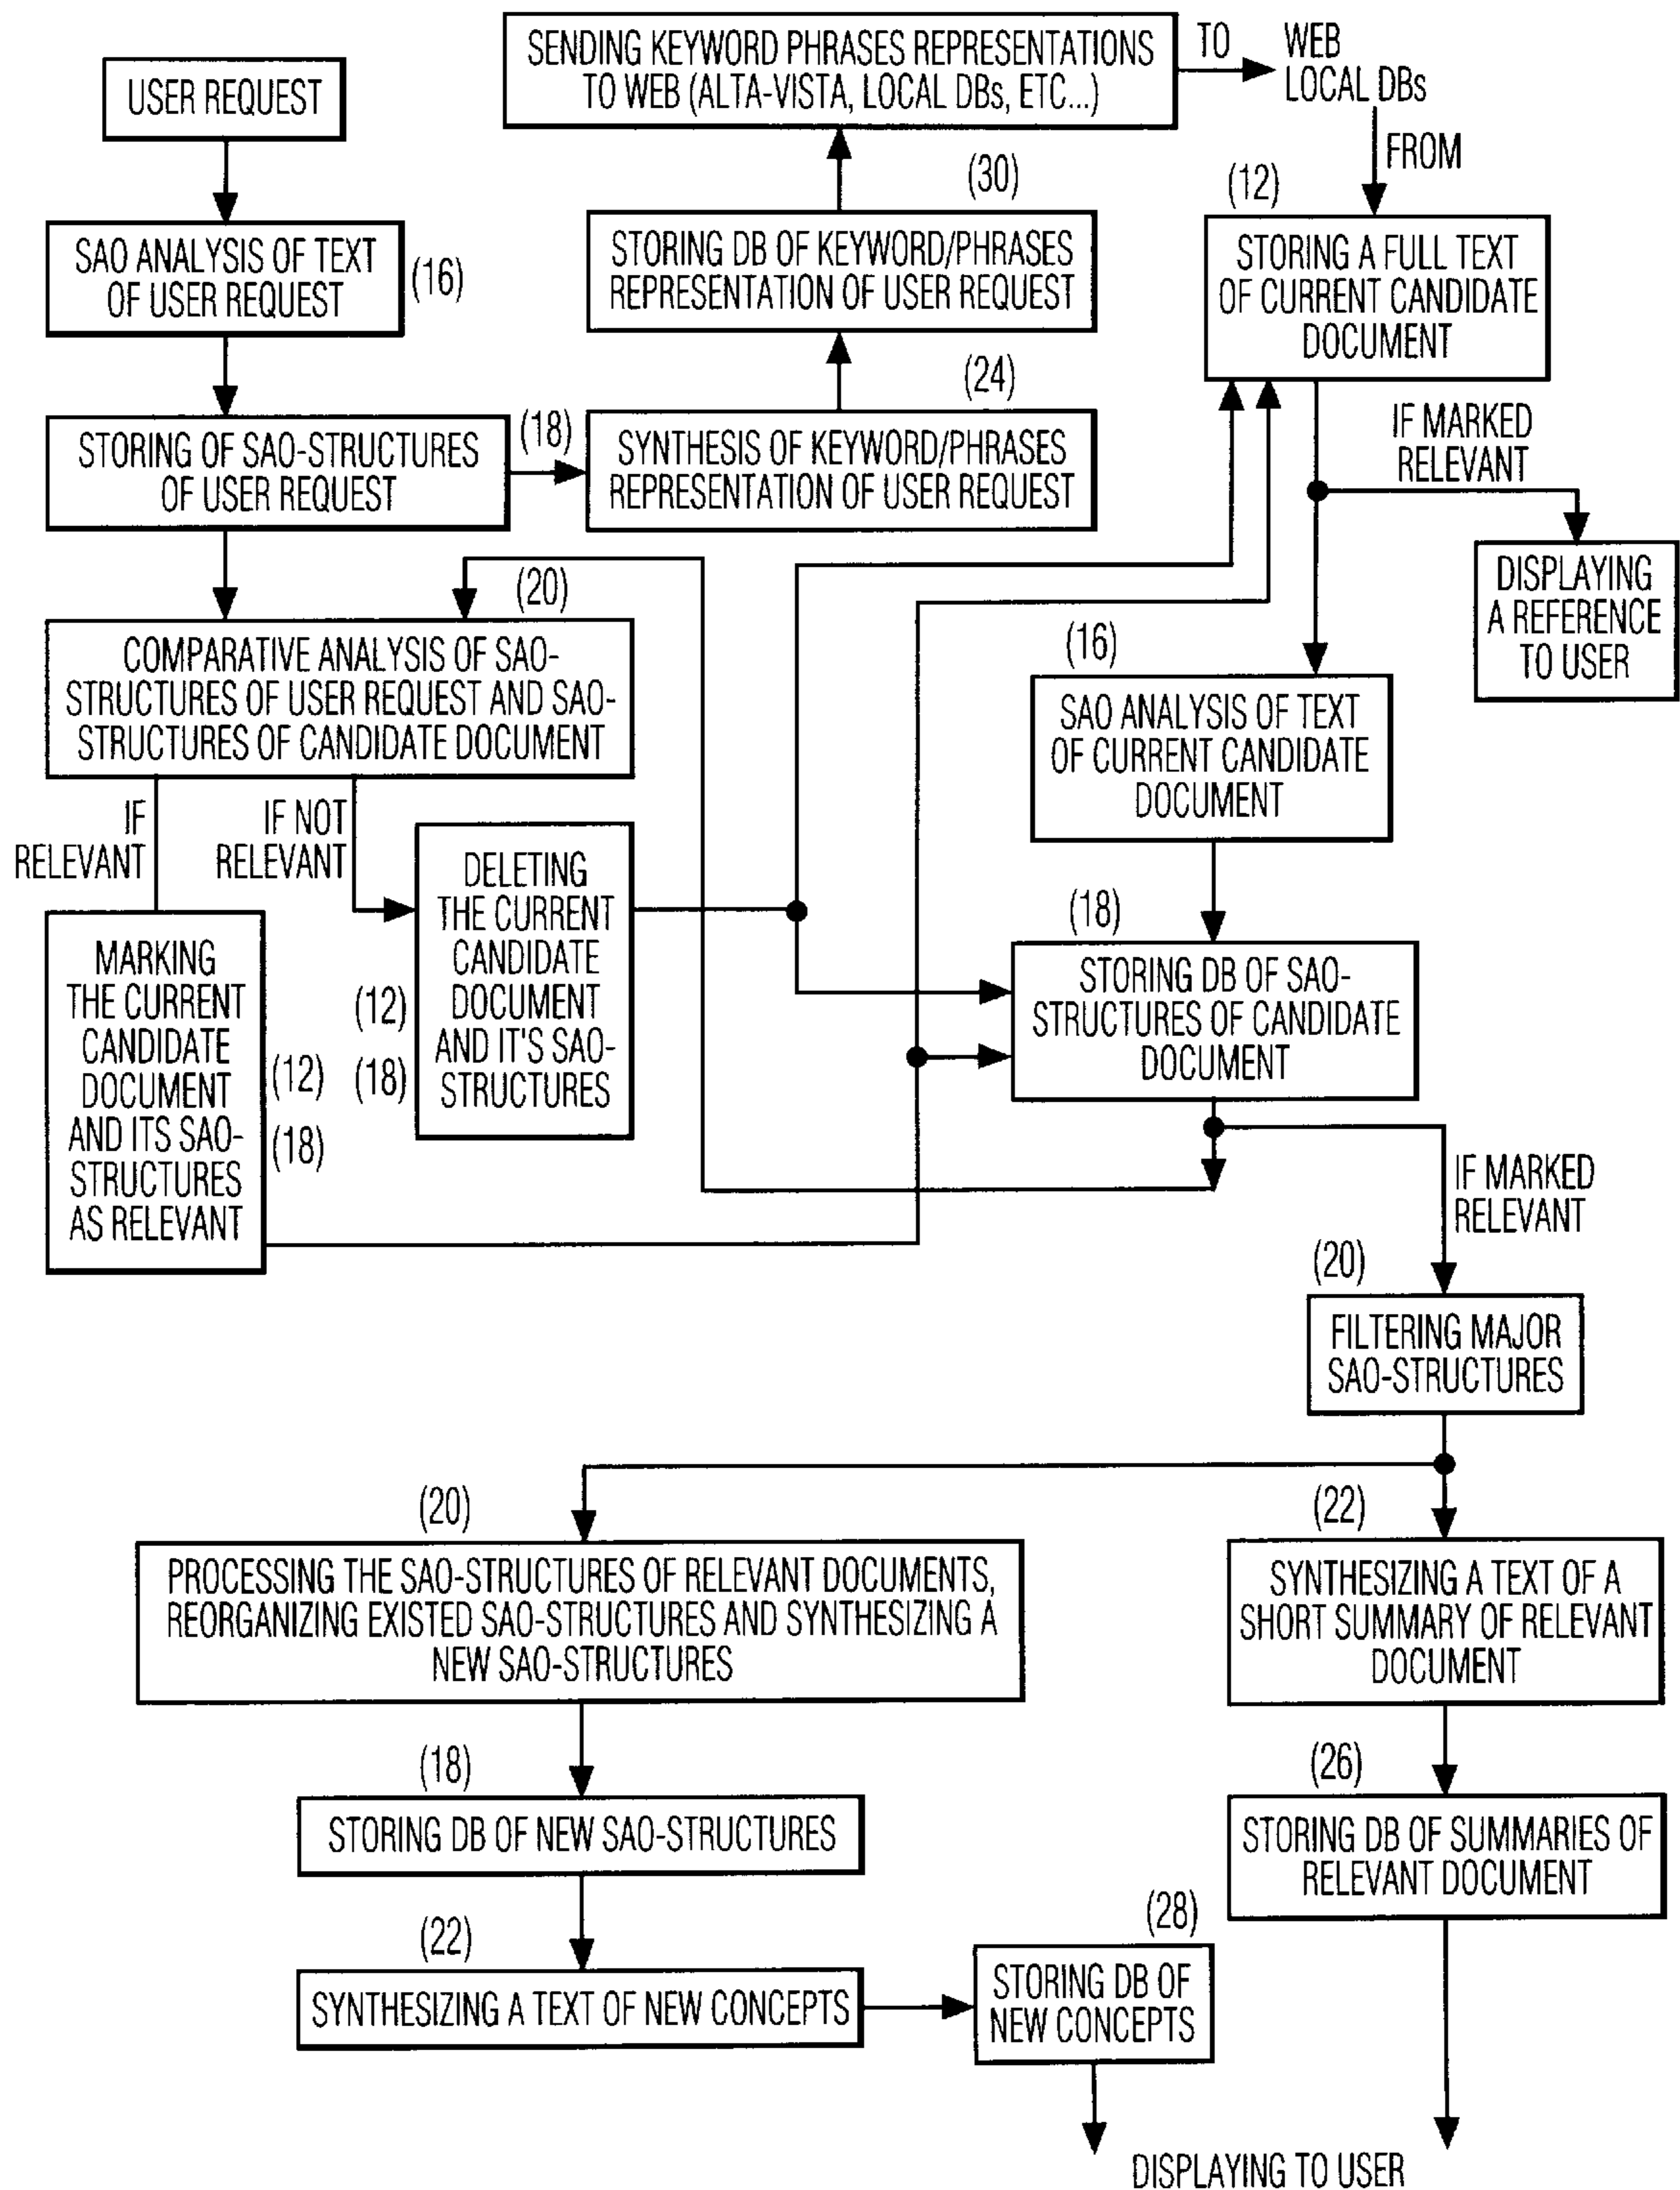 SENDING KEYWORD PHRASES REPRESENTATIONS
TO WEB (ALTA-VISTA, LOCAL DBs, ETC...)
TO
WEB
LOCAL DBs
FROM
USER REQUEST
SAO ANALYSIS OF TEXT
OF USER REQUEST
(16)
(30)
STORING DB OF KEYWORD/PHRASES
REPRESENTATION OF USER REQUEST
(12)
STORING A FULL TEXT
OF CURRENT CANDIDATE
DOCUMENT
(24)
STORING OF SAO-STRUCTURES
OF USER REQUEST
(18)
SYNTHESIS OF KEYWORD/PHRASES
REPRESENTATION OF USER REQUEST
IF MARKED
RELEVANT
DISPLAYING
A REFERENCE
TO USER
(20)
COMPARATIVE ANALYSIS OF SAO-
STRUCTURES OF USER REQUEST AND SAO-
STRUCTURES OF CANDIDATE DOCUMENT
(16)
SAO ANALYSIS OF TEXT
OF CURRENT CANDIDATE
DOCUMENT
IF
RELEVANT
IF NOT
RELEVANT
DELETING
THE CURRENT
CANDIDATE
DOCUMENT
AND IT'S SAO-
STRUCTURES
(12)
(18)
MARKING
THE CURRENT
CANDIDATE
DOCUMENT
AND ITS SAO-
STRUCTURES
AS RELEVANT
(12)
(18)
(18)
STORING DB OF SAO-
STRUCTURES OF CANDIDATE
DOCUMENT
IF MARKED
RELEVANT
(20)
FILTERING MAJOR
SAO-STRUCTURES
(20)
PROCESSING THE SAO-STRUCTURES OF RELEVANT DOCUMENTS,
REORGANIZING EXISTED SAO-STRUCTURES AND SYNTHESIZING A
NEW SAO-STRUCTURES
(22)
SYNTHESIZING A TEXT OF A
SHORT SUMMARY OF RELEVANT
DOCUMENT
(18)
STORING DB OF NEW SAO-STRUCTURES
(26)
STORING DB OF SUMMARIES OF
RELEVANT DOCUMENT
(22)
SYNTHESIZING A TEXT OF NEW CONCEPTS
(28)
STORING DB OF
NEW CONCEPTS
DISPLAYING TO USER